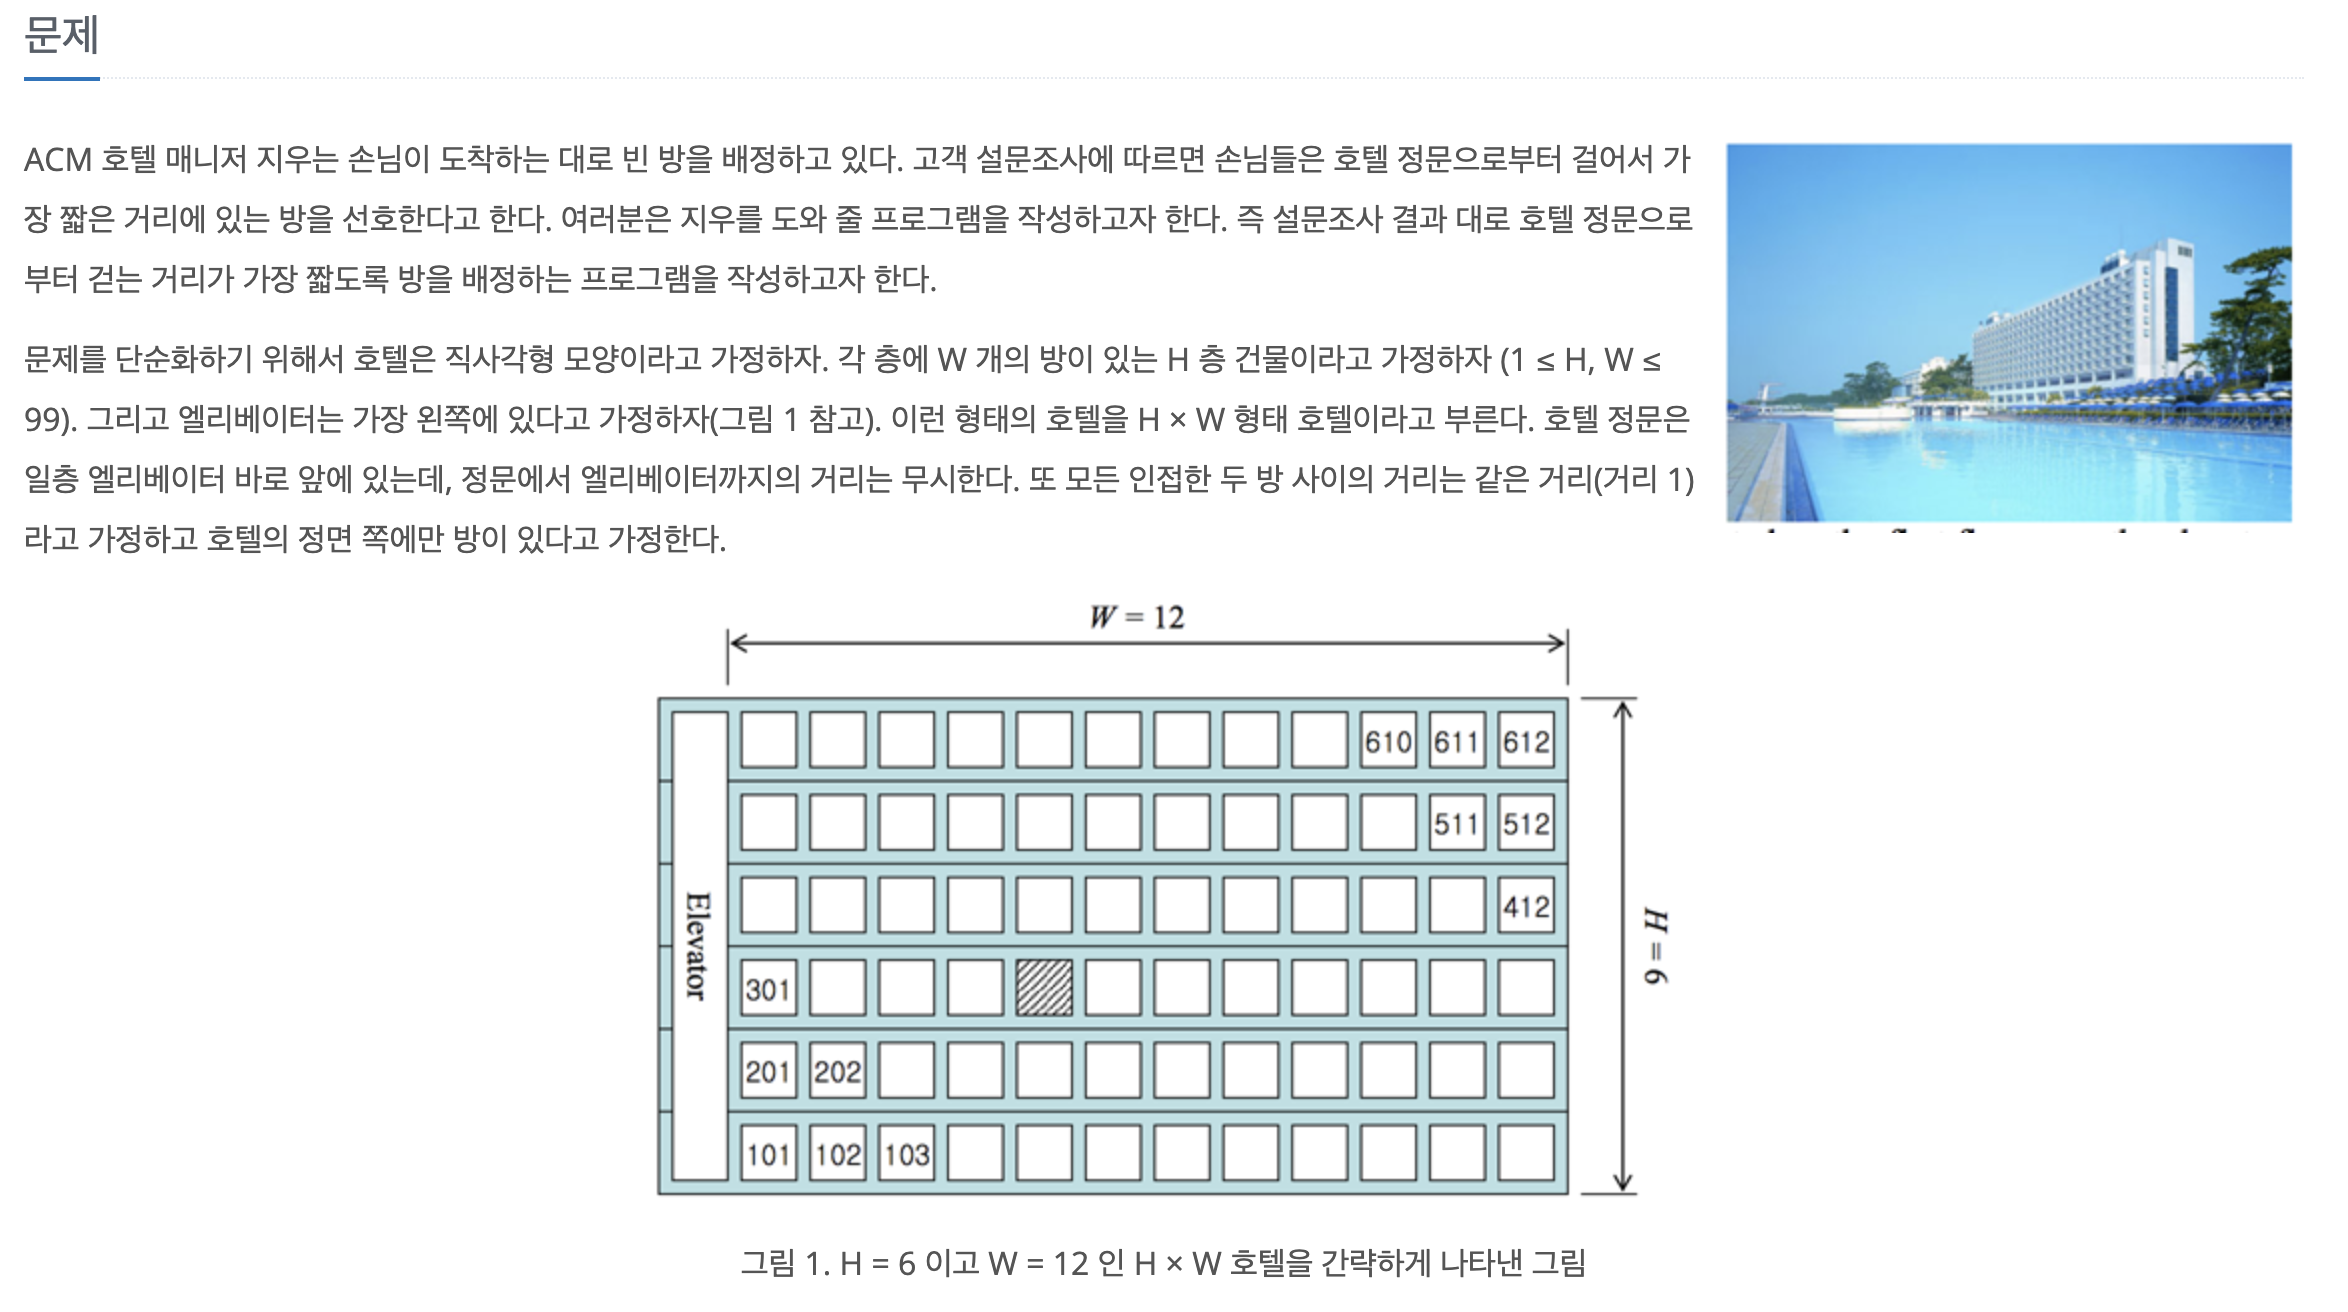 문제
ACM 호텔 매니저 지우는 손님이 도착하는 대로 빈 방을 배정하고 있다. 고객 설문조사에 따르면 손님들은 호텔 정문으로부터 걸어서 가
장 짧은 거리에 있는 방을 선호한다고 한다. 여러분은 지우를 도와 줄 프로그램을 작성하고자 한다. 즉 설문조사 결과 대로 호텔 정문으로
부터 걷는 거리가 가장 짧도록 방을 배정하는 프로그램을 작성하고자 한다.
문제를 단순화하기 위해서 호텔은 직사각형 모양이라고 가정하자. 각 층에 W 개의 방이 있는 H 층 건물이라고 가정하자 (1 ≤ H, W ≤
99). 그리고 엘리베이터는 가장 왼쪽에 있다고 가정하자(그림 1 참고). 이런 형태의 호텔을 H × W 형태 호텔이라고 부른다. 호텔 정문은
일층 엘리베이터 바로 앞에 있는데, 정문에서 엘리베이터까지의 거리는 무시한다. 또 모든 인접한 두 방 사이의 거리는 같은 거리(거리 1)
라고 가정하고 호텔의 정면 쪽에만 방이 있다고 가정한다.
W = 12
610 611 612
511 512
412
Elevator
H = 6
301
201 202
101 102 103
그림 1. H = 6 이고 W = 12 인 H × W 호텔을 간략하게 나타낸 그림